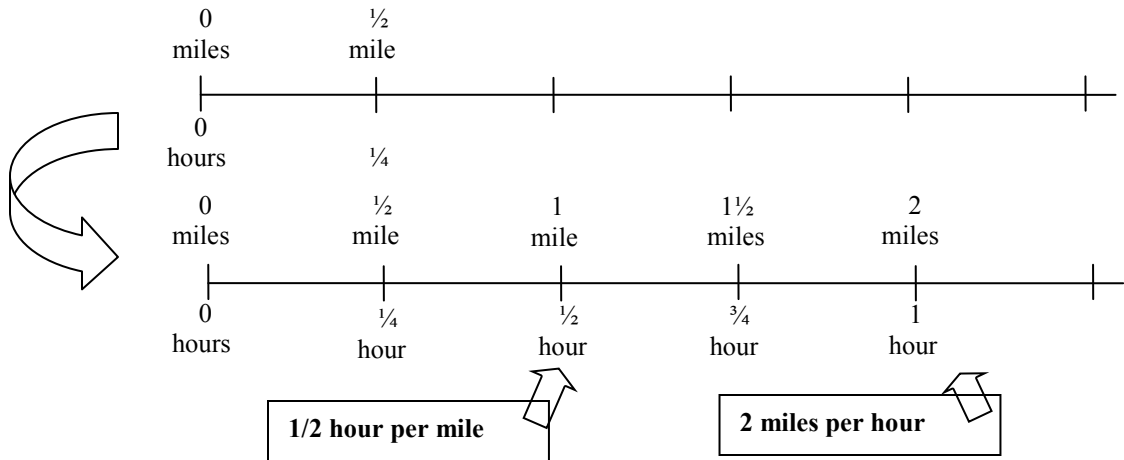 0 ½
miles mile
0
hours ¼
0 ½ 1 1½ 2
miles mile mile miles miles
0 ¼ ½ ¾ 1
hours hour hour hour hour
1/2 hour per mile 2 miles per hour